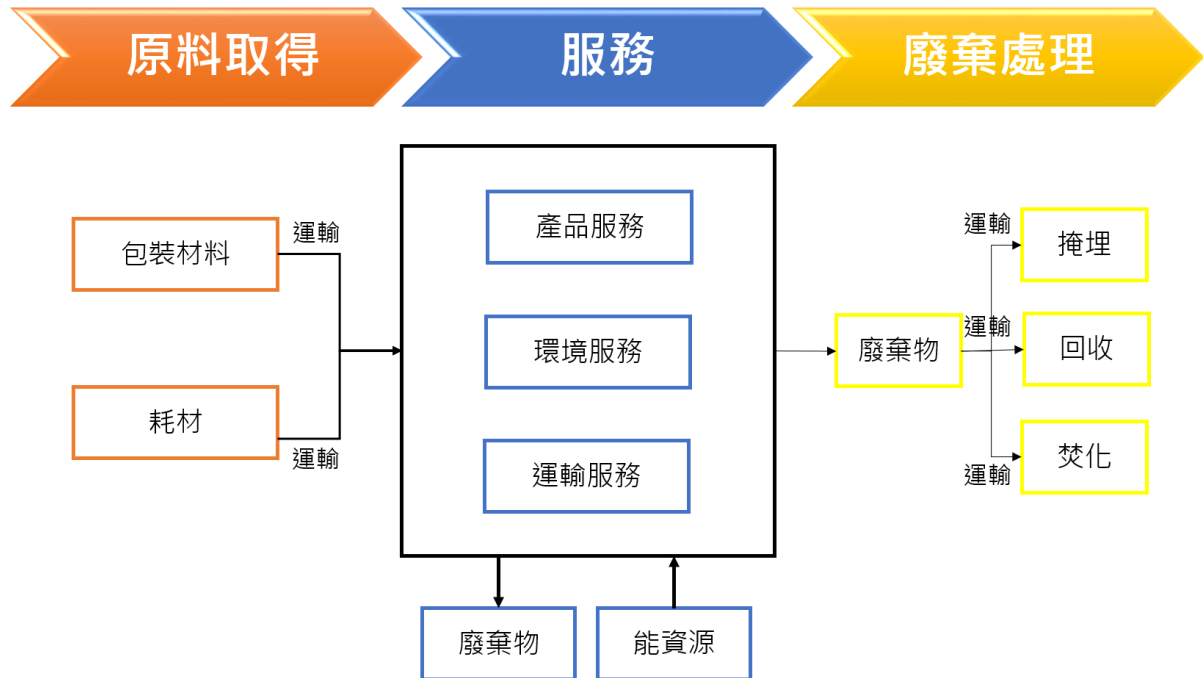 原料取得
服務
廢棄處理
包裝材料
運輸
耗材
運輸
產品服務
環境服務
運輸服務
廢棄物
能資源
廢棄物
運輸
掩埋
運輸
回收
運輸
焚化